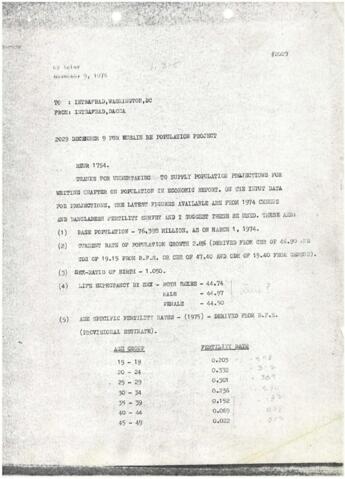 #2029
By Telex
December 9, 1976
TO : INTBAFRAD, WASHINGTON, DC
FROM: INTBAFRAD, DACCA
2029 DECEMBER 9 FOR HUSAIN RE POPULATION PROJECT
REUR 1754.
THANKS FOR UNDERTAKING TO SUPPLY POPULATION PROJECTIONS FOR
WRITING CHAPTER ON POPULATION IN ECONOMIC REPORT. ON THE INPUT DATA
FOR PROJECTIONS, THE LATEST FIGURES AVAILABLE ARE FROM 1974 CENSUS
AND BANGLADESH FERTILITY SURVEY AND I SUGGEST THESE BE USED. THESE ARE:
(1) BASE POPULATION - 76,398 MILLION, AS ON MARCH 1, 1974.
(2) CURRENT RATE OF POPULATION GROWTH 2.8% (DERIVED FROM CBR OF 46.90 AND
CDR OF 19.15 FROM B.F.S. OR CBR OF 47.40 AND CDR OF 19.40 FROM CENSUS).
(3) SEX-RATIO OF BIRTH - 1.050.
(4) LIFE EXPECTANCY BY SEX - BOTH SEXES - 44.74
MALE - 44.97
FEMALE - 44.50
(5) AGE SPECIFIC FERTILITY RATES - (1975) - DERIVED FROM B.F.S.
(PROVISIONAL ESTIMATE).
AGE GROUP FERTILITY RATE
15 - 19 0.205
20 - 24 0.332
25 - 29 0.301
30 - 34 0.236
35 - 39 0.152
40 - 44 0.069
45 - 49 0.022